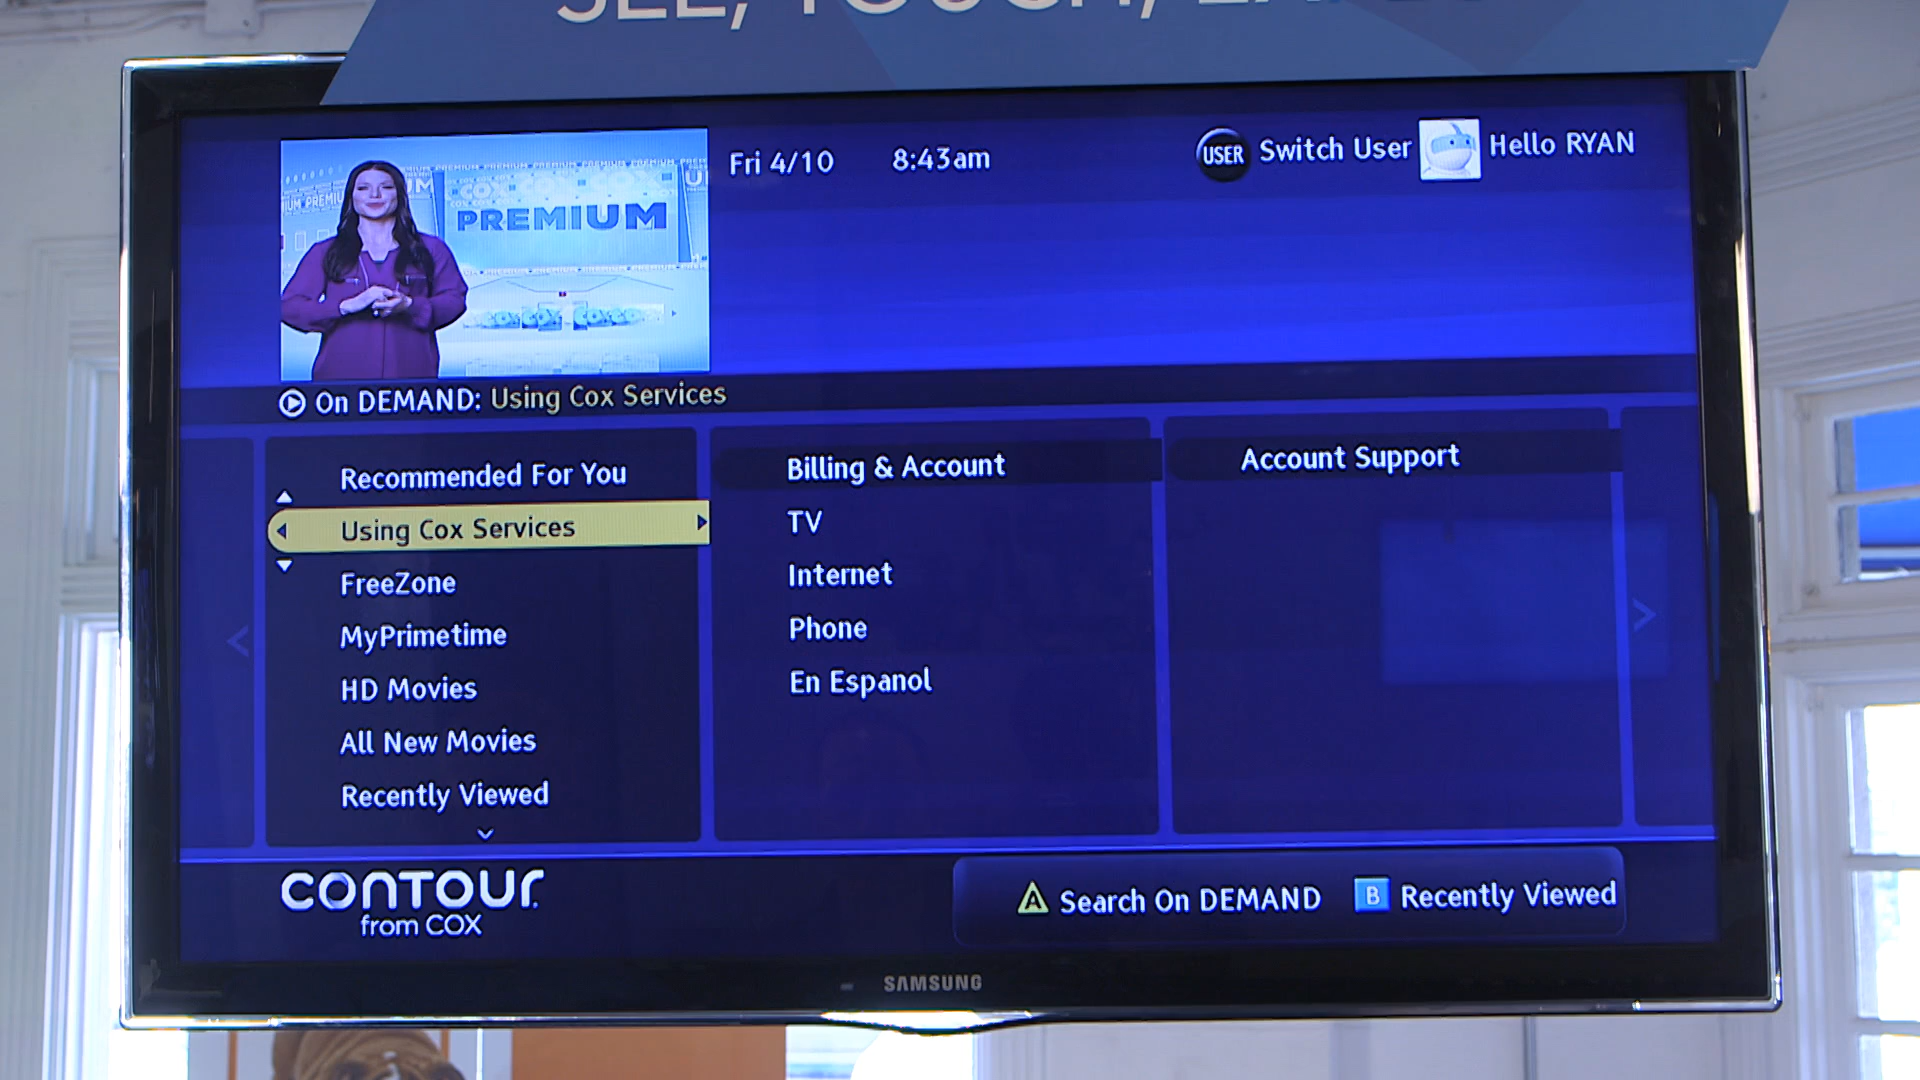 SEE, TOUCH,
PREMIUM
Fri 4/10 8:43am
USER Switch User Hello RYAN
On DEMAND: Using Cox Services
Recommended For You
Using Cox Services
FreeZone
MyPrimetime
HD Movies
All New Movies
Recently Viewed
Billing & Account
TV
Internet
Phone
En Espanol
Account Support
contour
from COX
A Search On DEMAND B Recently Viewed
SAMSUNG